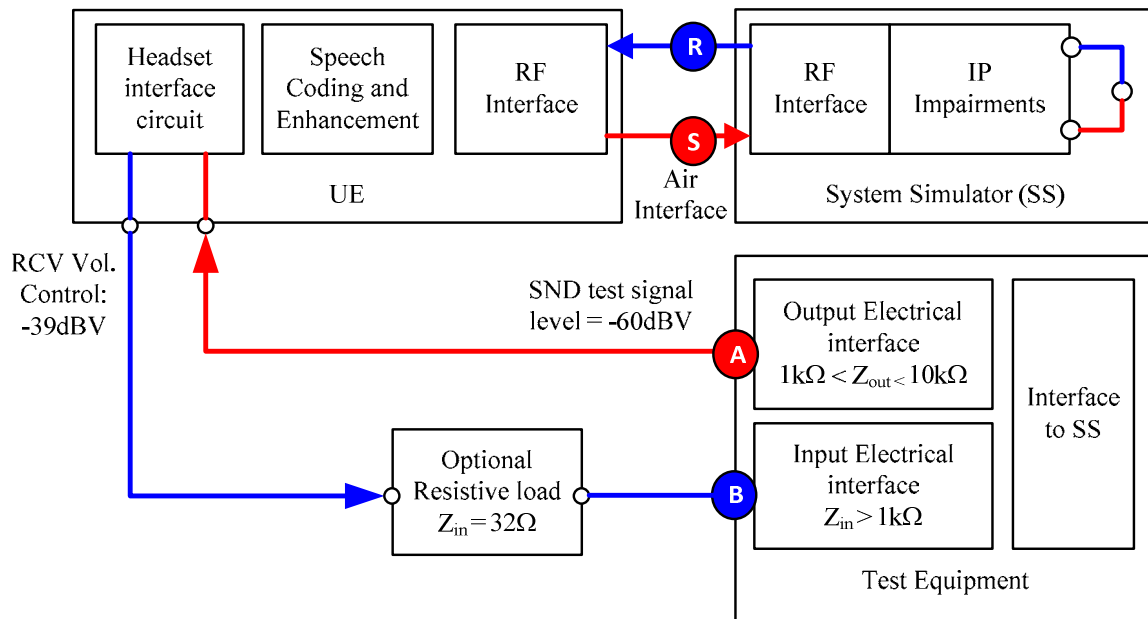 Headset
interface
circuit
Speech
Coding and
Enhancement
RF
Interface
UE
R
S
Air
Interface
RF
Interface
IP
Impairments
System Simulator (SS)
RCV Vol.
Control:
-39dBV
SND test signal
level = -60dBV
A
Output Electrical
interface
1kΩ < Zout < 10kΩ
Interface
to SS
Optional
Resistive load
Zin = 32Ω
B
Input Electrical
interface
Zin > 1kΩ
Test Equipment